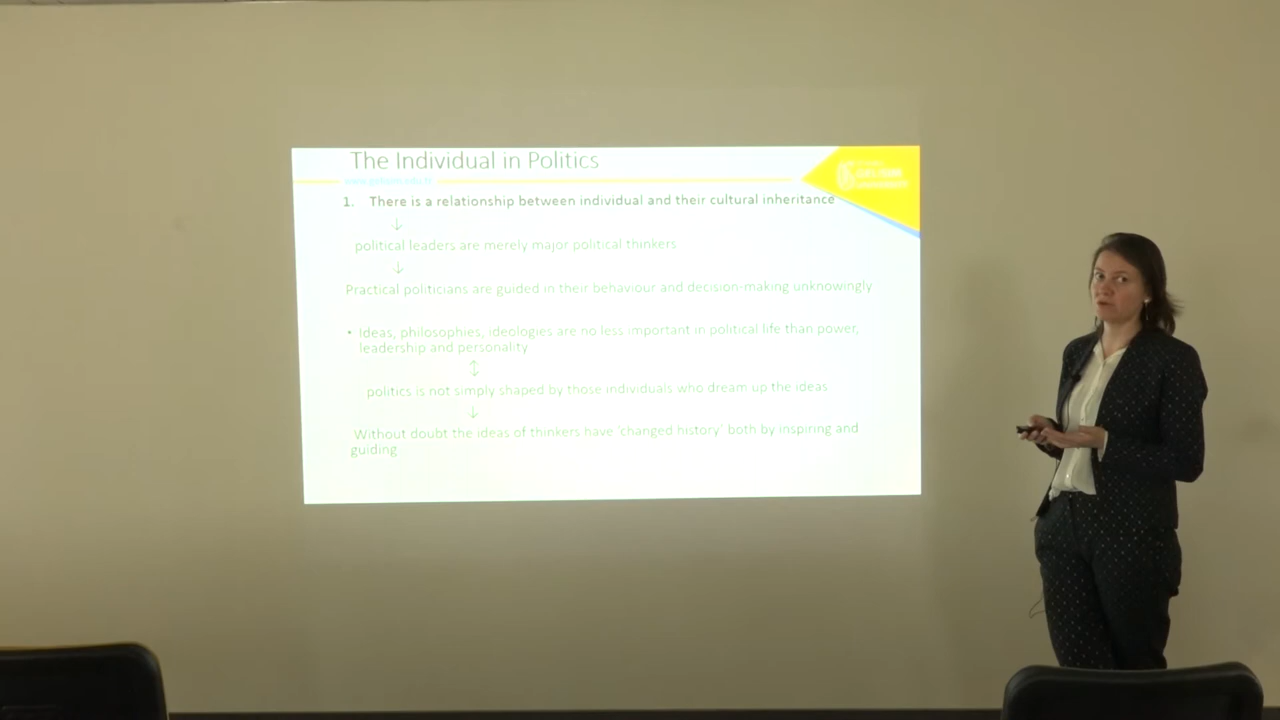 The Individual in Politics
1. There is a relationship between individual and their cultural inheritance
↓
political leaders are merely major political thinkers
↓
Practical politicians are guided in their behaviour and decision-making unknowingly
• Ideas, philosophies, ideologies are no less important in political life than power,
leadership and personality
↕
politics is not simply shaped by those individuals who dream up the ideas
↓
Without doubt the ideas of thinkers have 'changed history' both by inspiring and
guiding